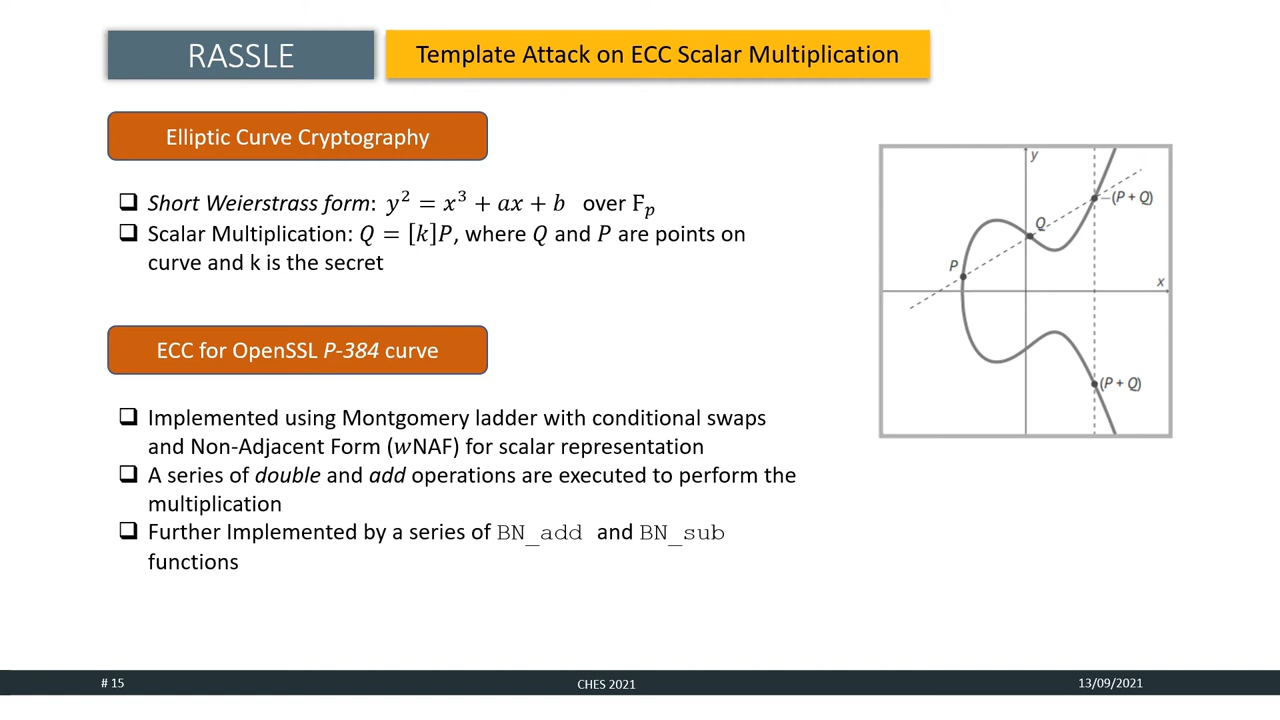 RASSLE
Template Attack on ECC Scalar Multiplication
Elliptic Curve Cryptography
❑ Short Weierstrass form: y² = x³ + ax + b over Fₚ
❑ Scalar Multiplication: Q = [k]P, where Q and P are points on
curve and k is the secret
ECC for OpenSSL P-384 curve
❑ Implemented using Montgomery ladder with conditional swaps
and Non-Adjacent Form (wNAF) for scalar representation
❑ A series of double and add operations are executed to perform the
multiplication
❑ Further Implemented by a series of BN_add and BN_sub
functions
y
–(P + Q)
Q
P
x
(P + Q)
# 15
CHES 2021
13/09/2021